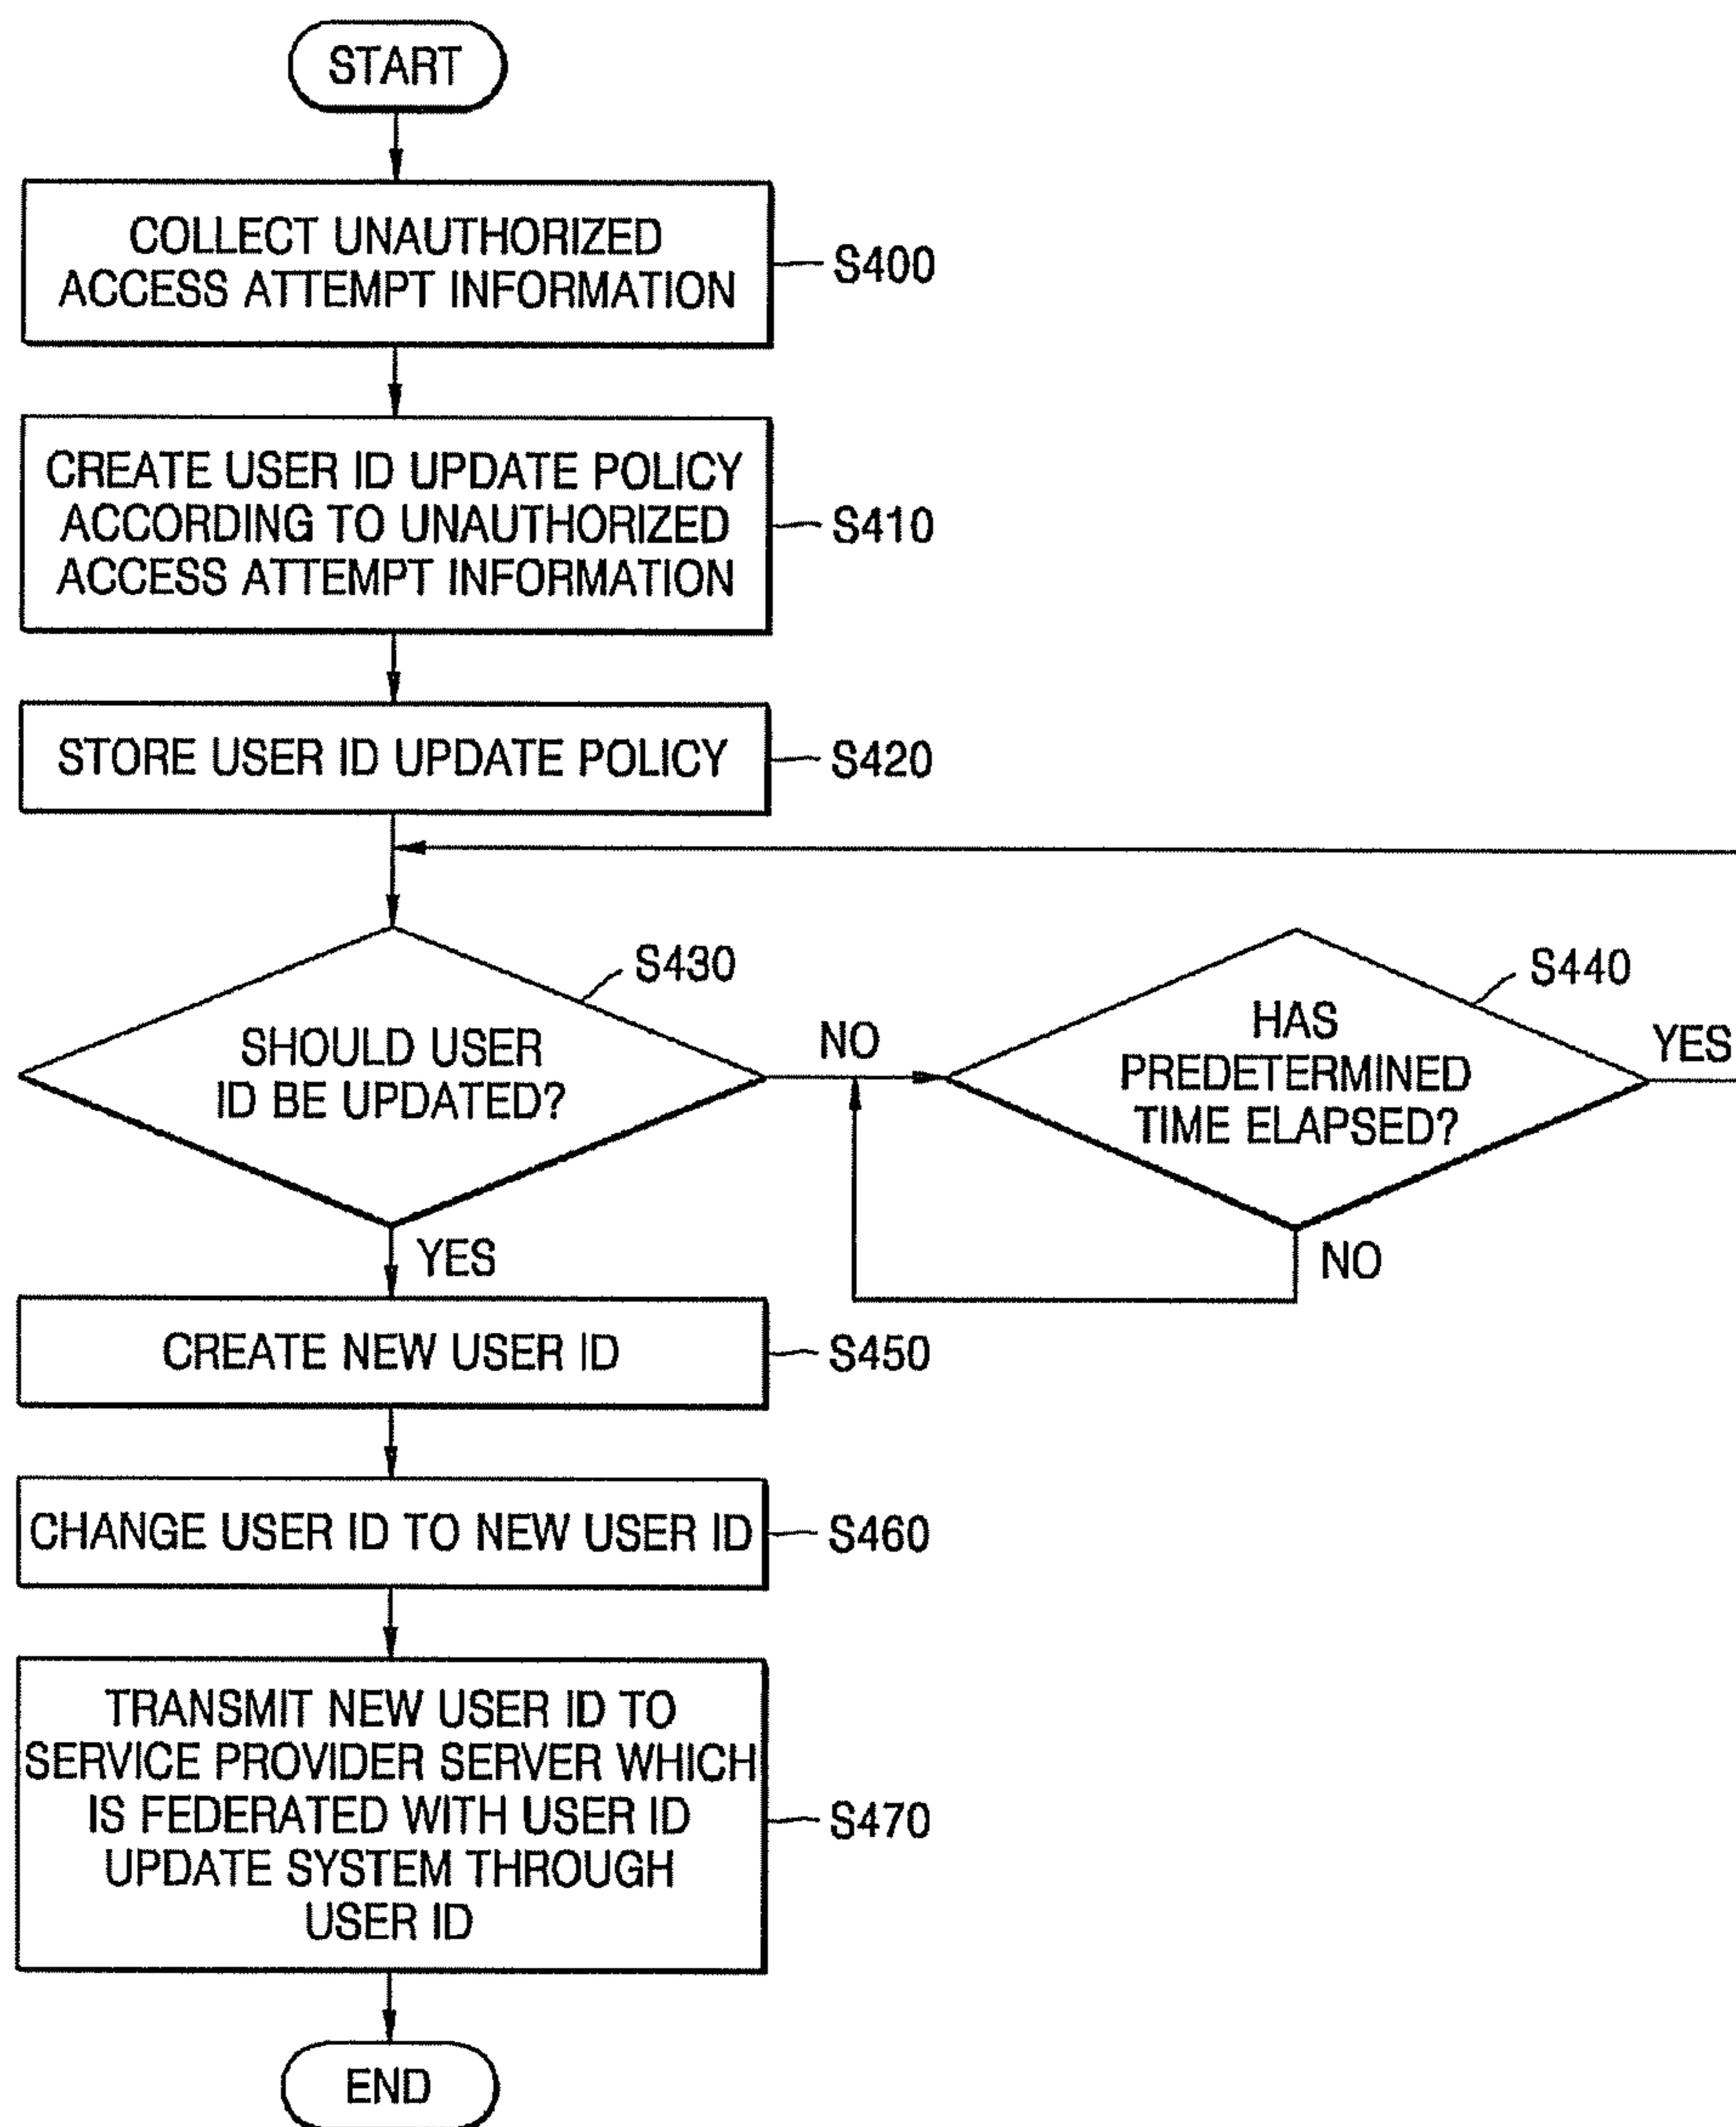 START
COLLECT UNAUTHORIZED
ACCESS ATTEMPT INFORMATION
S400
CREATE USER ID UPDATE POLICY
ACCORDING TO UNAUTHORIZED
ACCESS ATTEMPT INFORMATION
S410
STORE USER ID UPDATE POLICY
S420
S430
SHOULD USER
ID BE UPDATED?
NO
S440
HAS
PREDETERMINED
TIME ELAPSED?
YES
NO
YES
CREATE NEW USER ID
S450
CHANGE USER ID TO NEW USER ID
S460
TRANSMIT NEW USER ID TO
SERVICE PROVIDER SERVER WHICH
IS FEDERATED WITH USER ID
UPDATE SYSTEM THROUGH
USER ID
S470
END